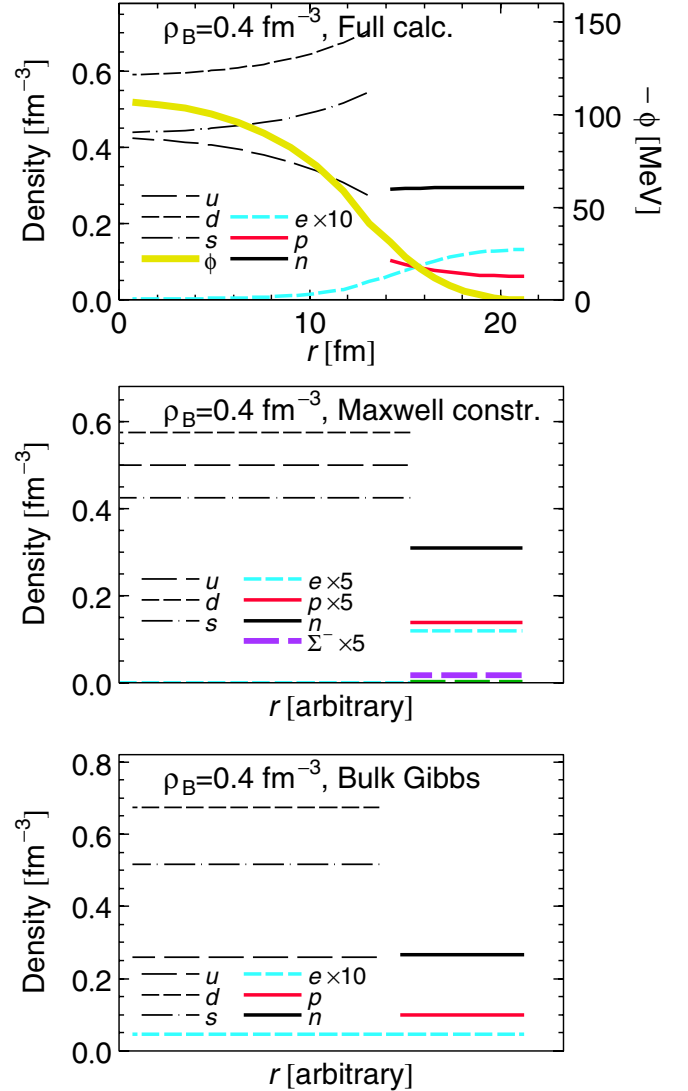 ρB=0.4 fm−3, Full calc.
Density [fm−3]
− ϕ [MeV]
0.6
0.4
0.2
0.0
150
100
50
0
u
d
s
ϕ
e×10
p
n
0 10 20
r [fm]
ρB=0.4 fm−3, Maxwell constr.
Density [fm−3]
0.6
0.4
0.2
0.0
u
d
s
e×5
p×5
n
Σ−×5
r [arbitrary]
ρB=0.4 fm−3, Bulk Gibbs
Density [fm−3]
0.8
0.6
0.4
0.2
0.0
u
d
s
e×10
p
n
r [arbitrary]